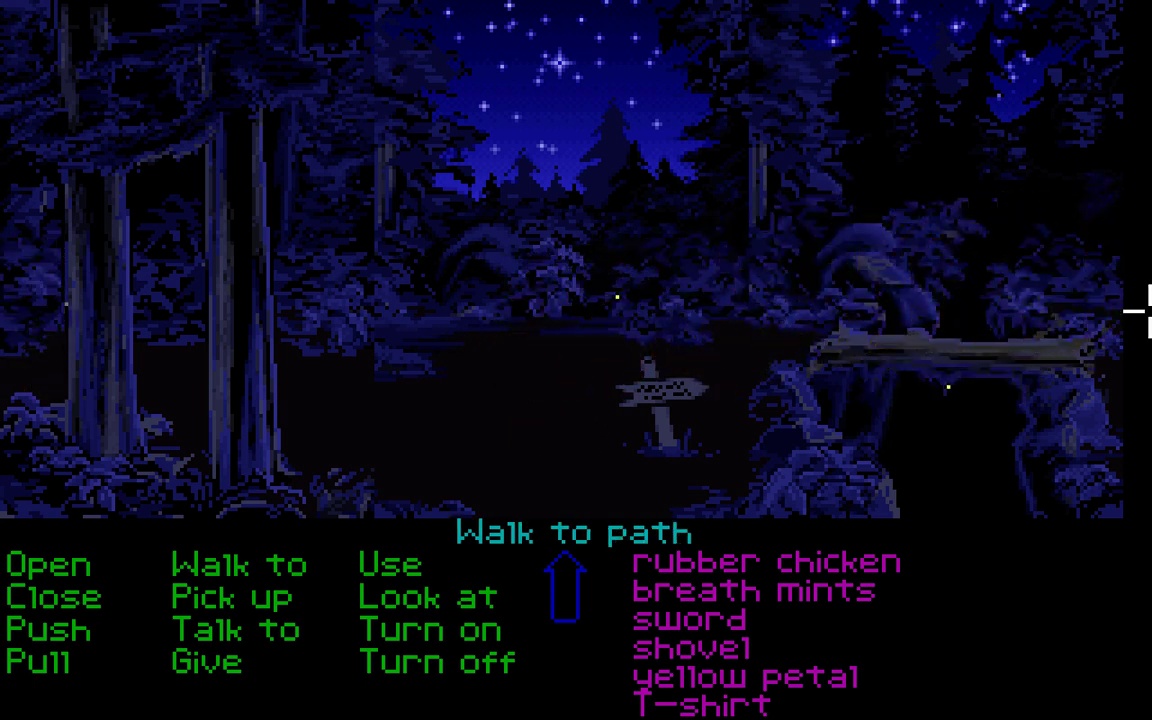 Walk to path
Open Walk to Use
Close Pick up Look at
Push Talk to Turn on
Pull Give Turn off
rubber chicken
breath mints
sword
shovel
yellow petal
T-shirt